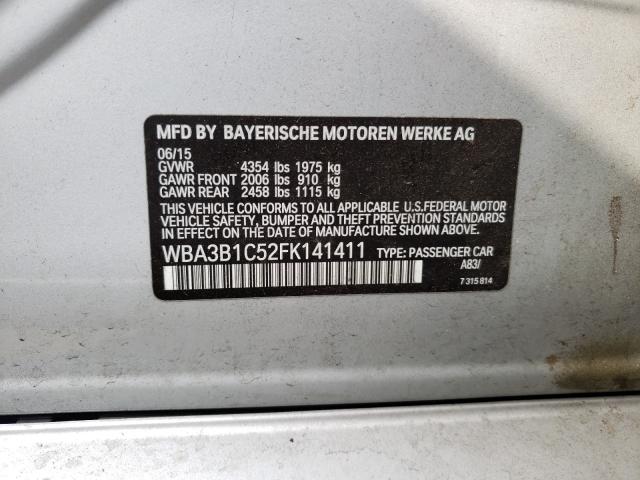 MFD BY BAYERISCHE MOTOREN WERKE AG
06/15
GVWR 4354 lbs 1975 kg
GAWR FRONT 2006 lbs 910 kg
GAWR REAR 2458 lbs 1115 kg
THIS VEHICLE CONFORMS TO ALL APPLICABLE U.S.FEDERAL MOTOR
VEHICLE SAFETY, BUMPER AND THEFT PREVENTION STANDARDS
IN EFFECT ON THE DATE OF MANUFACTURE SHOWN ABOVE.
WBA3B1C52FK141411 TYPE: PASSENGER CAR
A83/
7 315 814